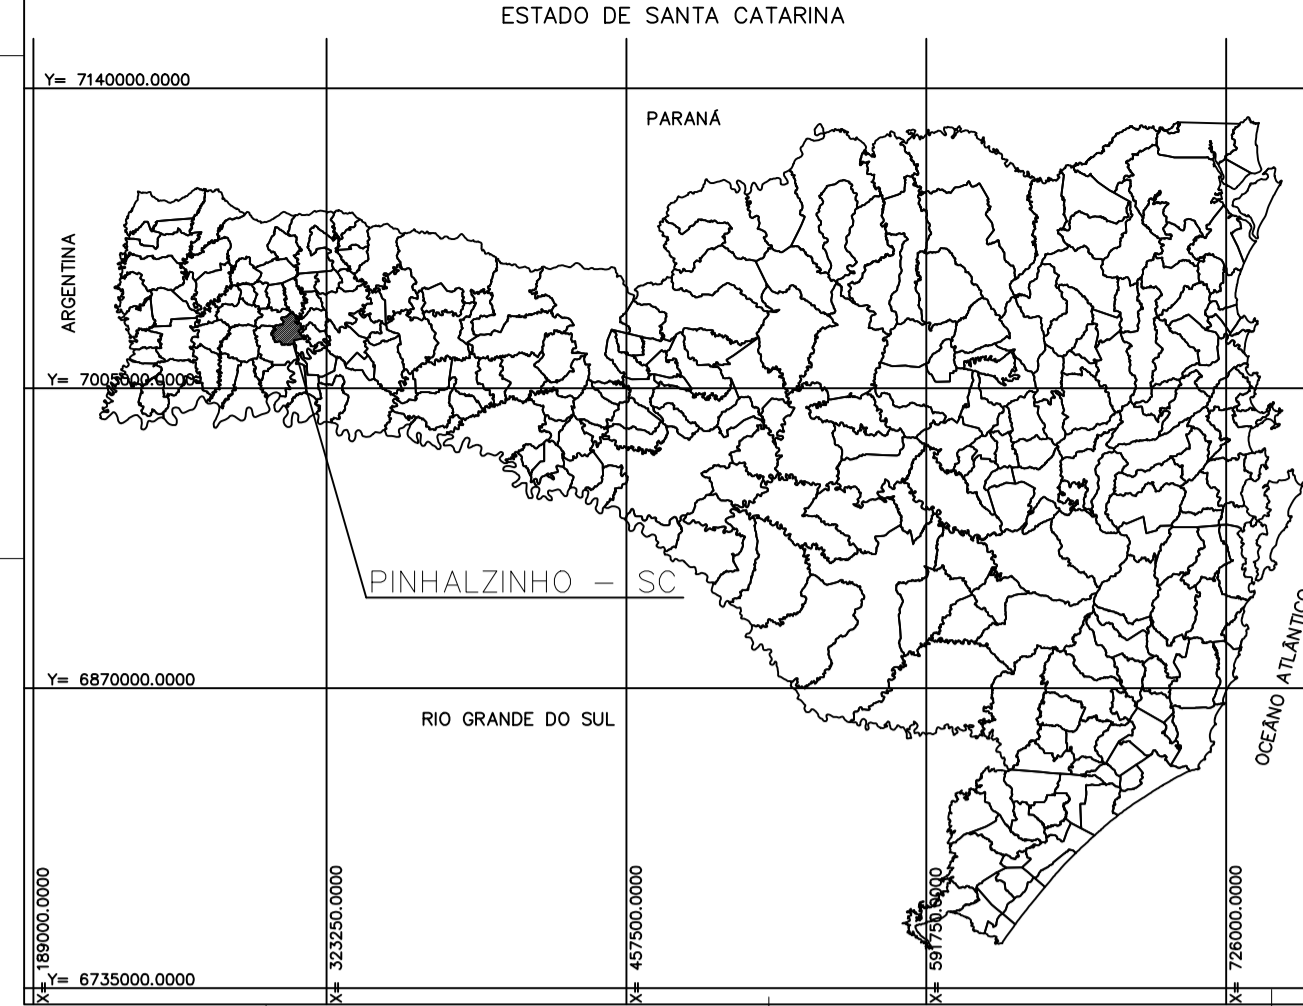 ESTADO DE SANTA CATARINA
Y= 7140000.0000
PARANÁ
ARGENTINA
Y= 7005000.0000
PINHALZINHO - SC
OCEÂNO ATLÂNTICO
Y= 6870000.0000
RIO GRANDE DO SUL
Y= 6735000.0000
X= 189000.0000
X= 323250.0000
X= 457500.0000
X= 591750.0000
X= 726000.0000